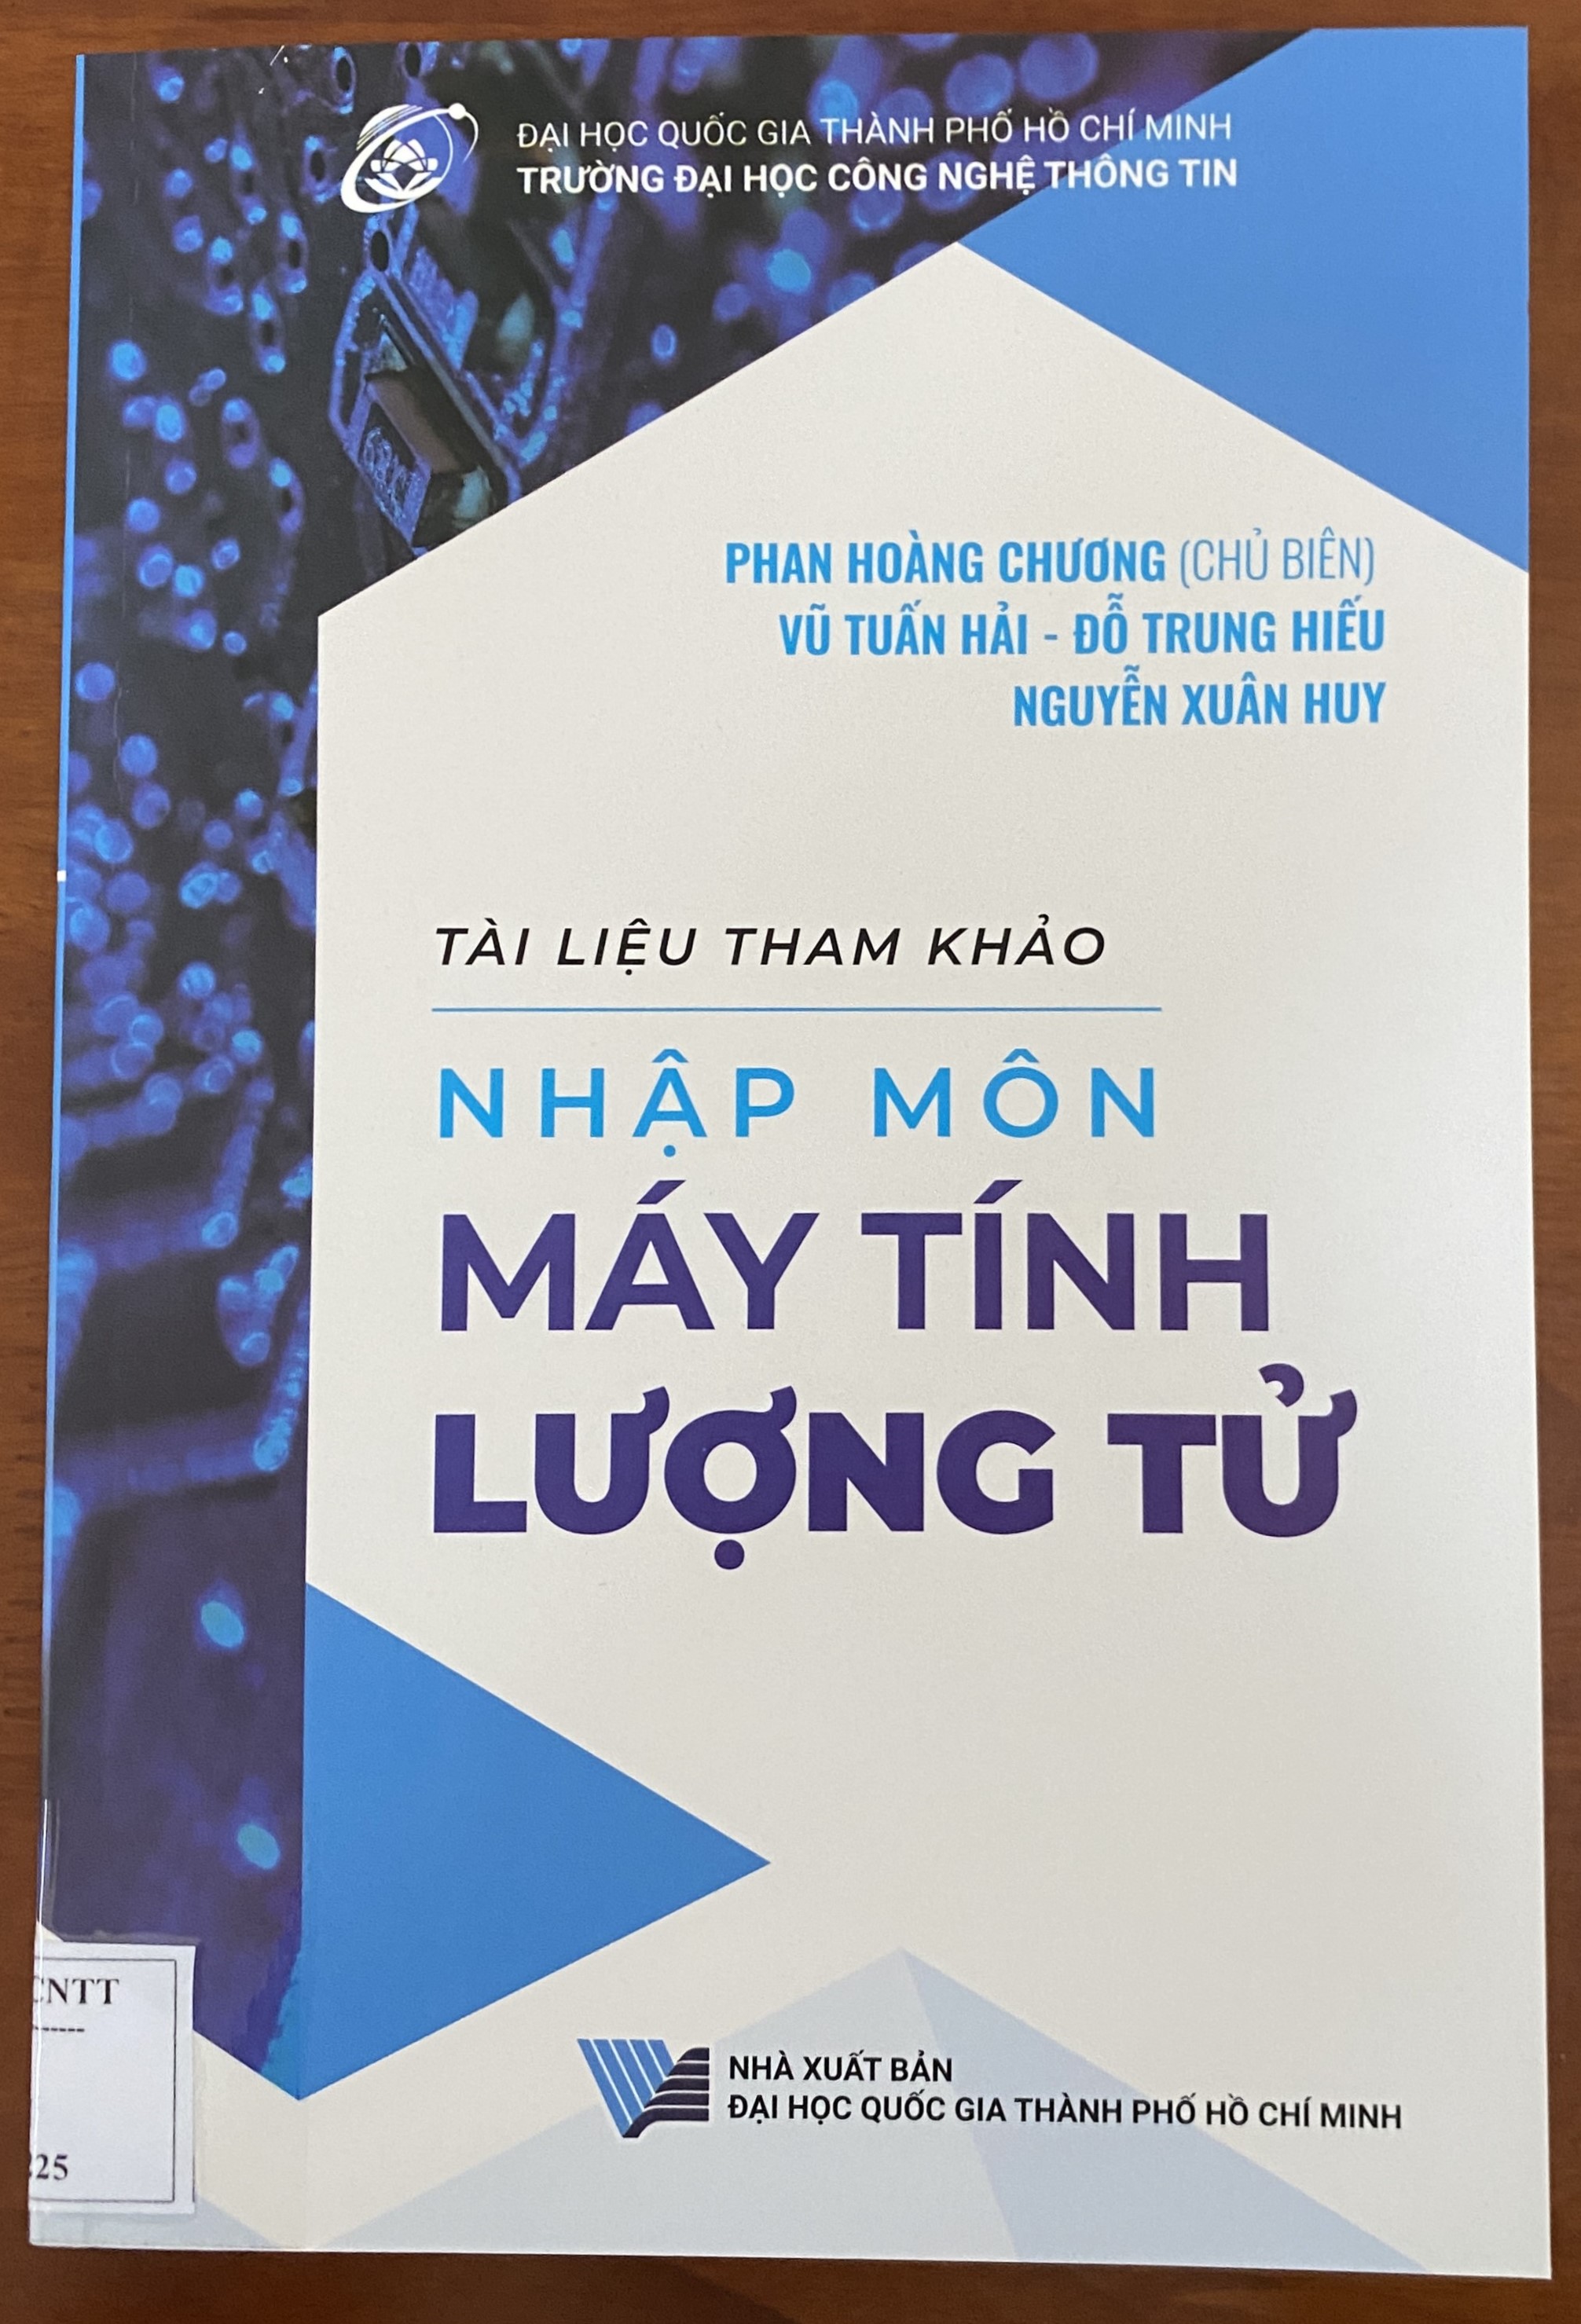 ĐẠI HỌC QUỐC GIA THÀNH PHỐ HỒ CHÍ MINH
TRƯỜNG ĐẠI HỌC CÔNG NGHỆ THÔNG TIN
PHAN HOÀNG CHƯƠNG (CHỦ BIÊN)
VŨ TUẤN HẢI - ĐỖ TRUNG HIẾU
NGUYỄN XUÂN HUY
TÀI LIỆU THAM KHẢO
NHẬP MÔN
MÁY TÍNH
LƯỢNG TỬ
CNTT
------
25
NHÀ XUẤT BẢN
ĐẠI HỌC QUỐC GIA THÀNH PHỐ HỒ CHÍ MINH